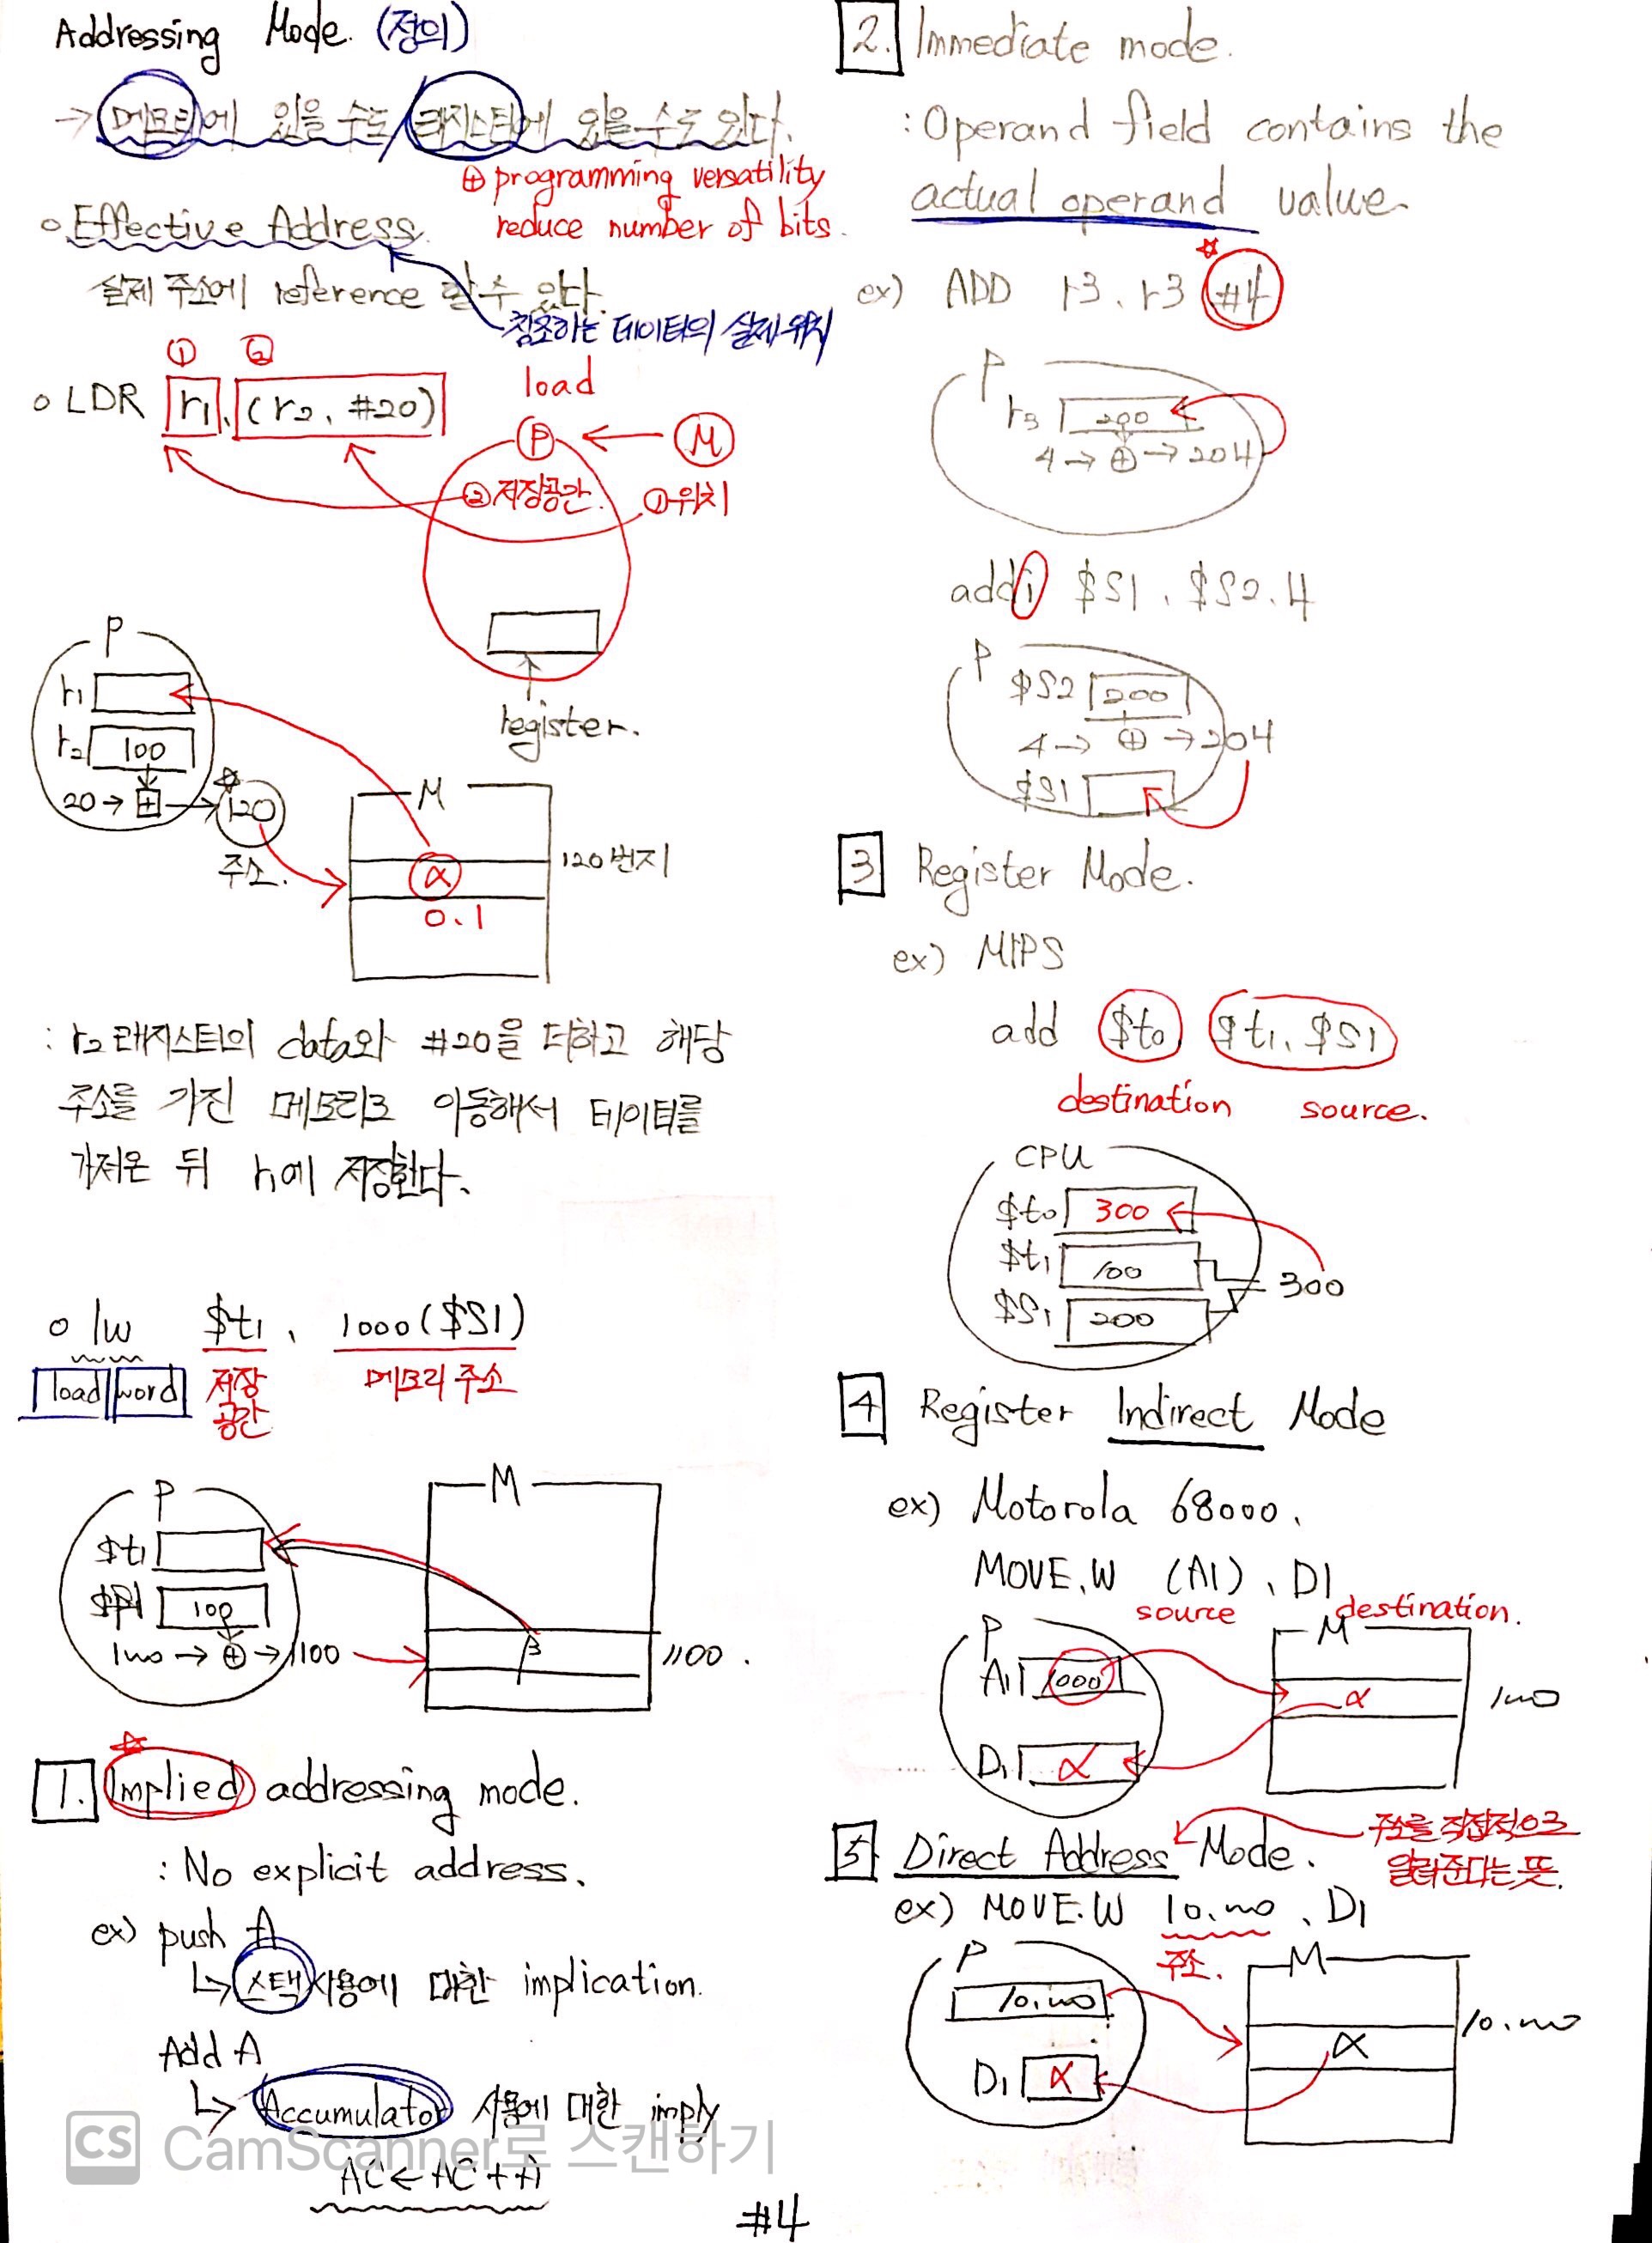 Addressing Mode. (정의)
→ 메모리에 있을 수도/레지스터에 있을 수도 있다.
⊕ programming versatility
reduce number of bits.
o Effective Address.
실제 주소에 reference 할 수 있다.
참조하는 데이터의 실제 위치
① ②
o LDR r1, (r2, #20)
load
P ← M
②저장공간. ①위치
register.
P
r1
r2 100
20 → + → 120
주소.
M
α
0.1
120번지
: r2 레지스터의 data와 #20을 더하고 해당
주소를 가진 메모리로 이동해서 데이터를
가져온 뒤 r1에 저장한다.
o lw $t1, 1000($S1)
load word 저장 공간 메모리 주소
P
$t1
100
1000 → ⊕ → 1100
M
β
1100.
1. Implied addressing mode.
: No explicit address.
ex) push A
↳ 스택 사용에 대한 implication.
Add A
↳ Accumulator 사용에 대한 imply
AC ← AC + A
2. Immediate mode.
: Operand field contains the
actual operand value
ex) ADD r3, r3 #4
P
r3 200
4 → ⊕ → 204
addi $S1, $S2, 4
P
$S2 200
4 → ⊕ → 204
$S1
3 Register Mode.
ex) MIPS
add $t0 $t1, $S1
destination source.
CPU
$t0 300
$t1 100
300
$S1 200
4 Register Indirect Mode
ex) Motorola 68000,
MOVE.W (A1), D1
source destination.
P
A1 1000
D1 α
M
α
1000
5 Direct Address Mode.
주소를 직접적으로
알려준다는 뜻.
ex) MOVE.W 10.000, D1
주소.
P
10.000
D1 α
M
α
10.000
CS CamScanner로 스캔하기
#4